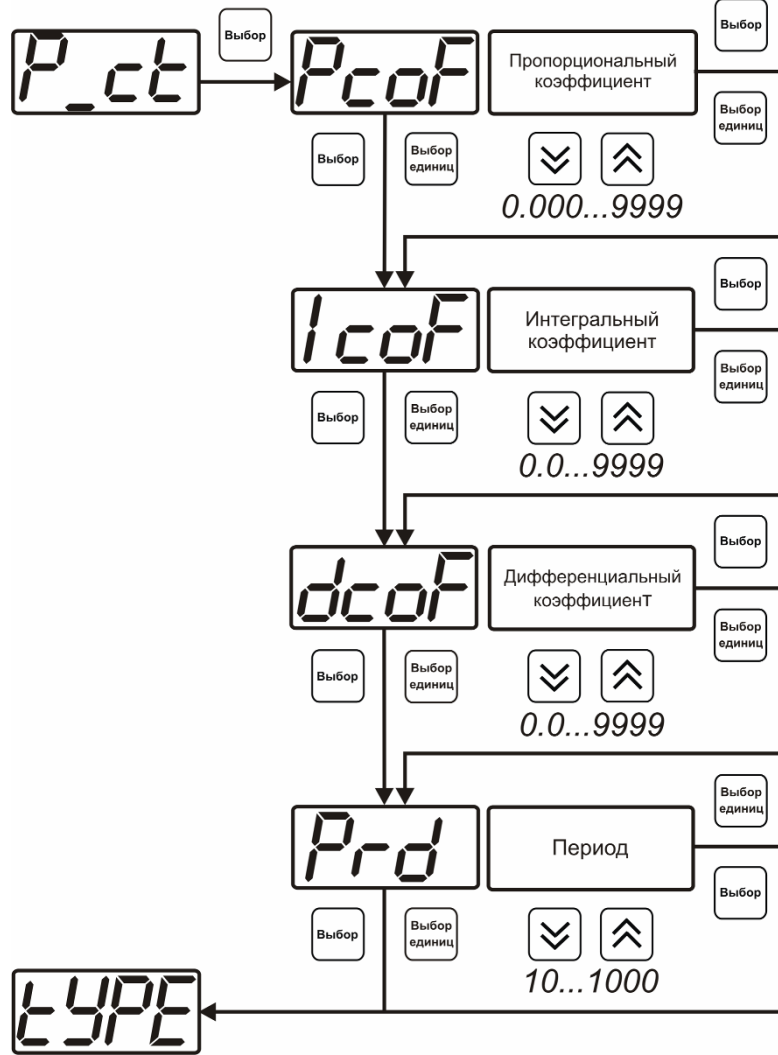 P_ct
Выбор
PcoF
Пропорциональный
коэффициент
Выбор
Выбор
единиц
Выбор
Выбор
единиц
0.000...9999
IcoF
Интегральный
коэффициент
Выбор
Выбор
единиц
Выбор
Выбор
единиц
0.0...9999
dcoF
Дифференциальный
коэффициент
Выбор
Выбор
единиц
Выбор
Выбор
единиц
0.0...9999
Prd
Период
Выбор
единиц
Выбор
Выбор
Выбор
единиц
10...1000
tYPE